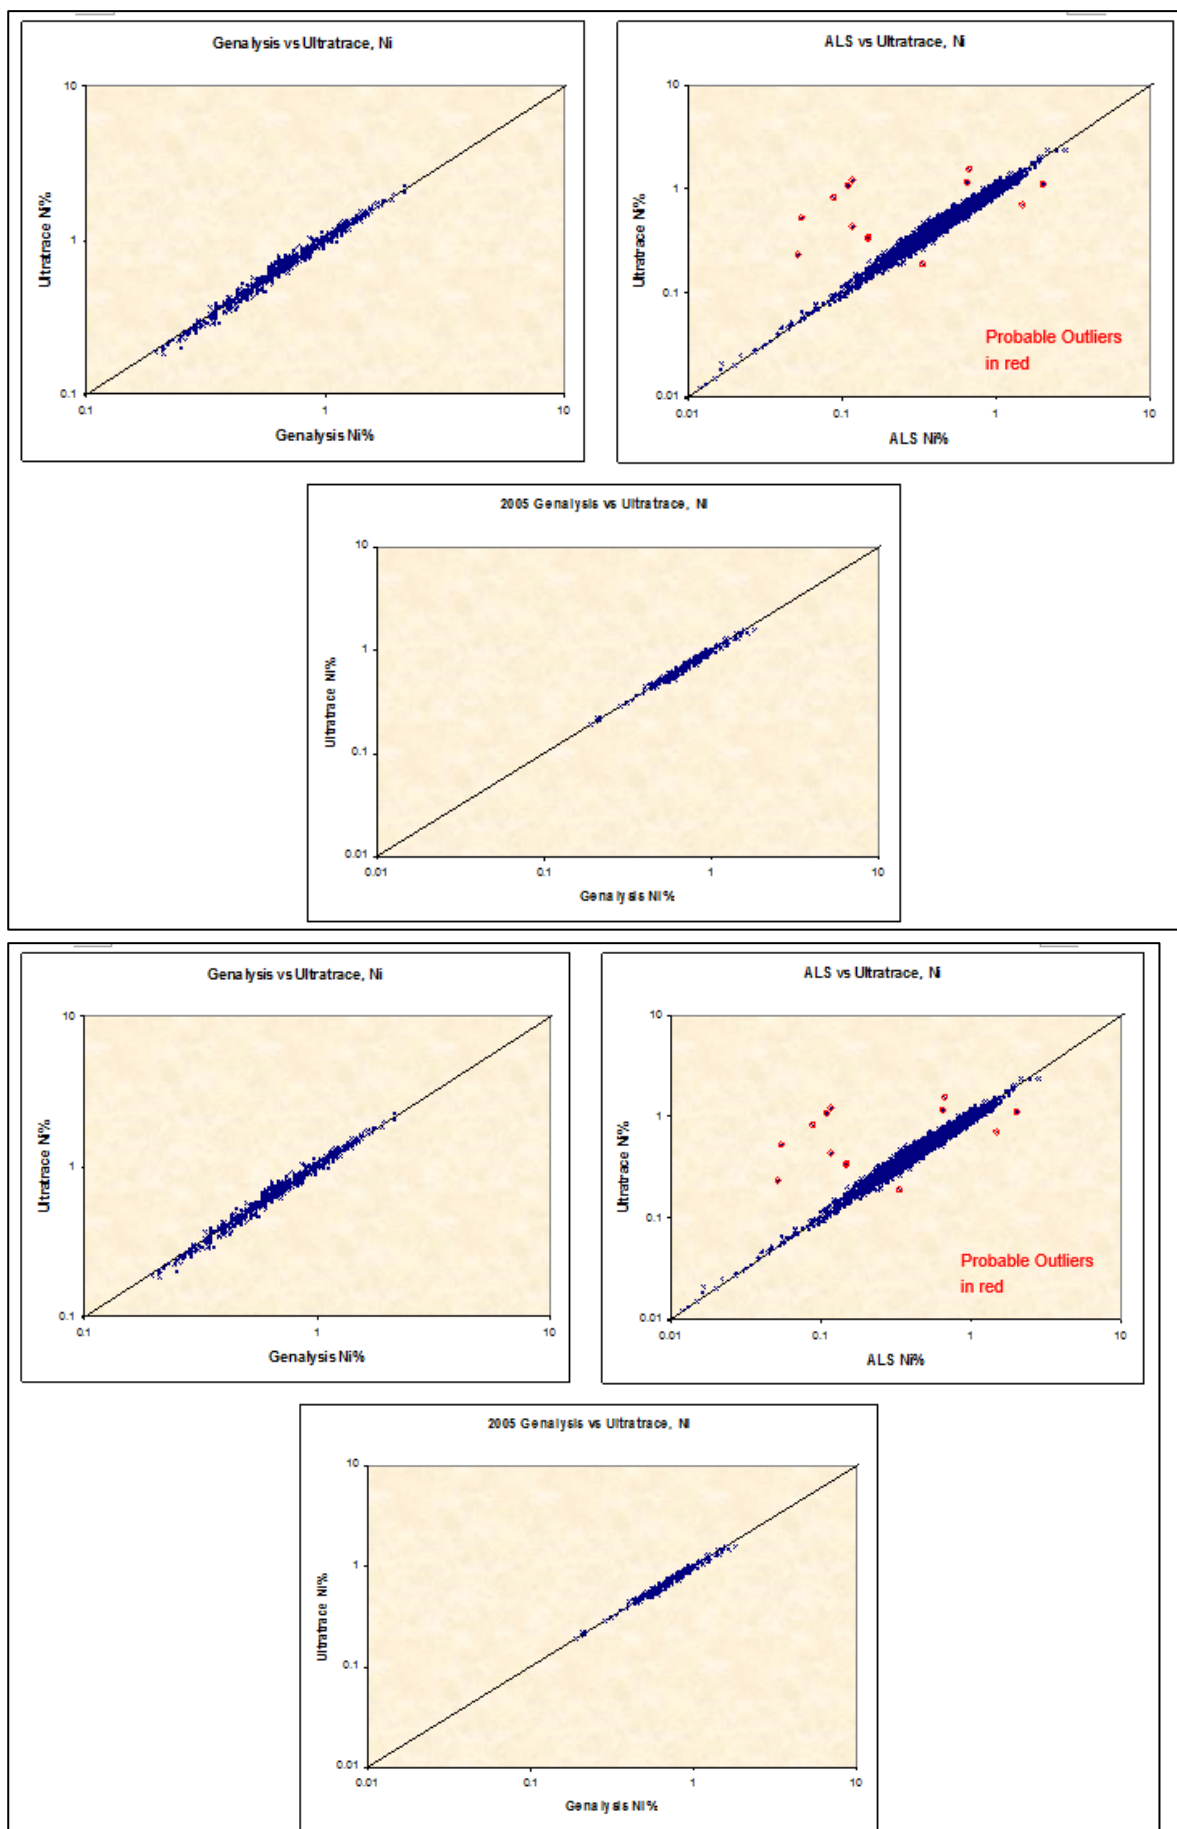 Genalysis vs Ultratrace, Ni
10
1
0.1
Ultratrace Ni%
0.1
1
10
Genalysis Ni%
ALS vs Ultratrace, Ni
10
1
0.1
0.01
Ultratrace Ni%
Probable Outliers
in red
0.01
0.1
1
10
ALS Ni%
2005 Genalysis vs Ultratrace, Ni
10
1
0.1
0.01
Ultratrace Ni%
0.01
0.1
1
10
Genalysis Ni%
Genalysis vs Ultratrace, Ni
10
1
0.1
Ultratrace Ni%
0.1
1
10
Genalysis Ni%
ALS vs Ultratrace, Ni
10
1
0.1
0.01
Ultratrace Ni%
Probable Outliers
in red
0.01
0.1
1
10
ALS Ni%
2005 Genalysis vs Ultratrace, Ni
10
1
0.1
0.01
Ultratrace Ni%
0.01
0.1
1
10
Genalysis Ni%